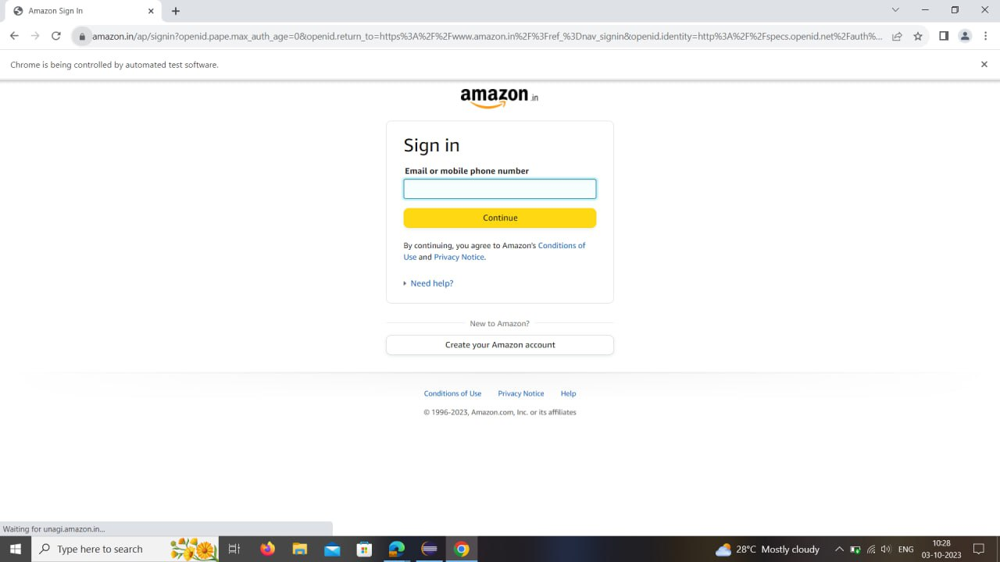 Amazon Sign In
amazon.in/ap/signin?openid.pape.max_auth_age=0&openid.return_to=https%3A%2F%2Fwww.amazon.in%2F%3Fref_%3Dnav_signin&openid.identity=http%3A%2F%2Fspecs.openid.net%2Fauth%...
Chrome is being controlled by automated test software.
amazon.in
Sign in
Email or mobile phone number
Continue
By continuing, you agree to Amazon's Conditions of
Use and Privacy Notice.
Need help?
New to Amazon?
Create your Amazon account
Conditions of Use Privacy Notice Help
© 1996-2023, Amazon.com, Inc. or its affiliates
Waiting for unagi.amazon.in...
Type here to search
28°C Mostly cloudy
ENG
10:28
03-10-2023